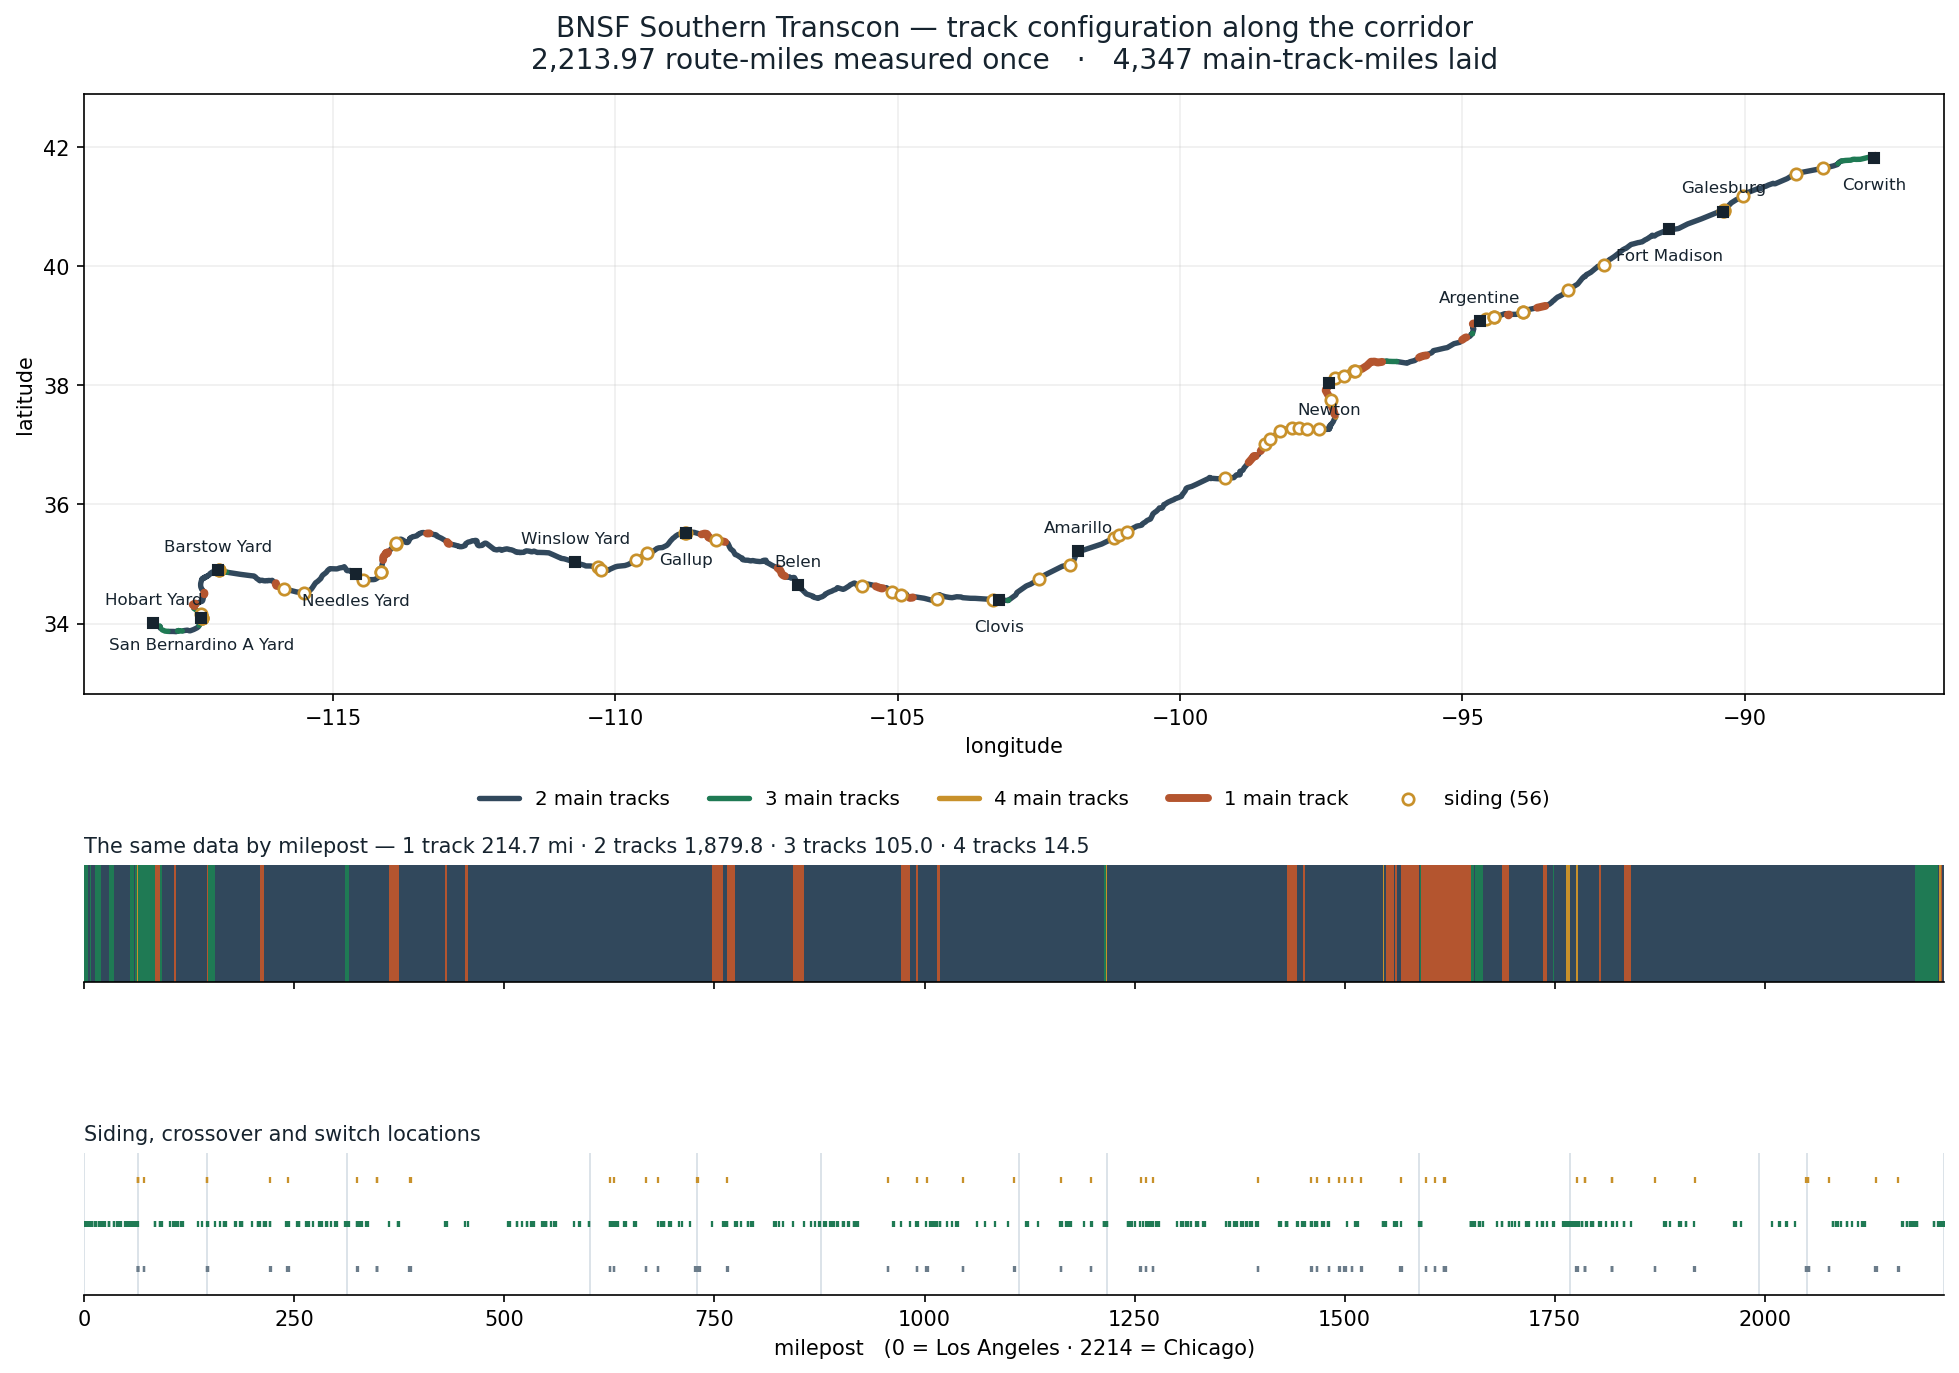 BNSF Southern Transcon — track configuration along the corridor
2,213.97 route-miles measured once · 4,347 main-track-miles laid
latitude
42
40
38
36
34
Galesburg
Corwith
Fort Madison
Argentine
Newton
Amarillo
Winslow Yard
Barstow Yard
Gallup
Belen
Hobart Yard
Needles Yard
Clovis
San Bernardino A Yard
−115
−110
−105
−100
−95
−90
longitude
2 main tracks
3 main tracks
4 main tracks
1 main track
siding (56)
The same data by milepost — 1 track 214.7 mi · 2 tracks 1,879.8 · 3 tracks 105.0 · 4 tracks 14.5
Siding, crossover and switch locations
0
250
500
750
1000
1250
1500
1750
2000
milepost (0 = Los Angeles · 2214 = Chicago)